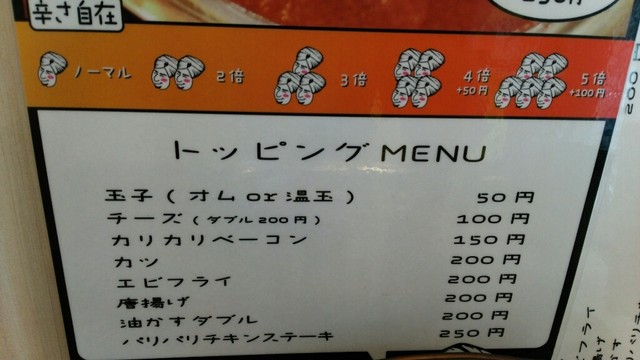 辛さ自在
ノーマル
2倍
3倍
4倍
+50円
5倍
+100円
トッピングMENU
玉子(オムor温玉) 50円
チーズ(ダブル200円) 100円
カリカリベーコン 150円
カツ 200円
エビフライ 200円
唐揚げ 200円
油かすダブル 200円
パリパリチキンステーキ 250円